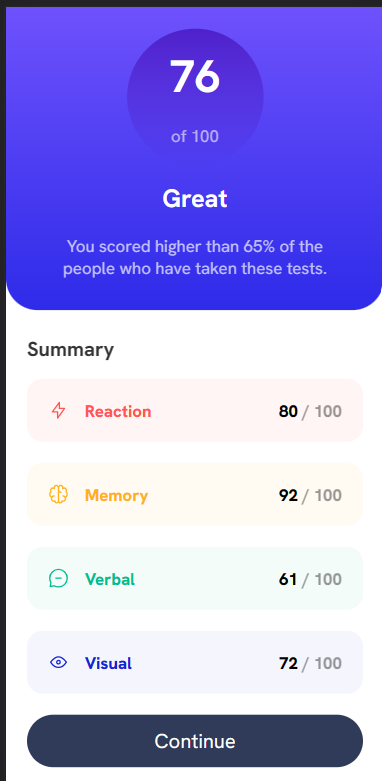 76
of 100
Great
You scored higher than 65% of the
people who have taken these tests.
Summary
Reaction 80 / 100
Memory 92 / 100
Verbal 61 / 100
Visual 72 / 100
Continue